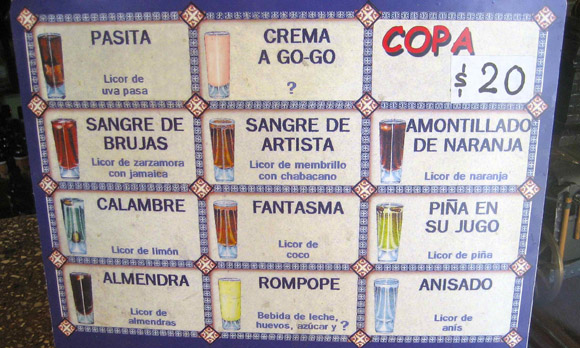 PASITA
Licor de
uva pasa
CREMA
A GO-GO
?
COPA
$ 20
SANGRE DE
BRUJAS
Licor de zarzamora
con jamaica
SANGRE DE
ARTISTA
Licor de membrillo
con chabacano
AMONTILLADO
DE NARANJA
Licor de naranja
CALAMBRE
Licor de limón
FANTASMA
Licor de
coco
PIÑA EN
SU JUGO
Licor de piña
ALMENDRA
Licor de
almendras
ROMPOPE
Bebida de leche,
huevos, azúcar y ?
ANISADO
Licor de
anís